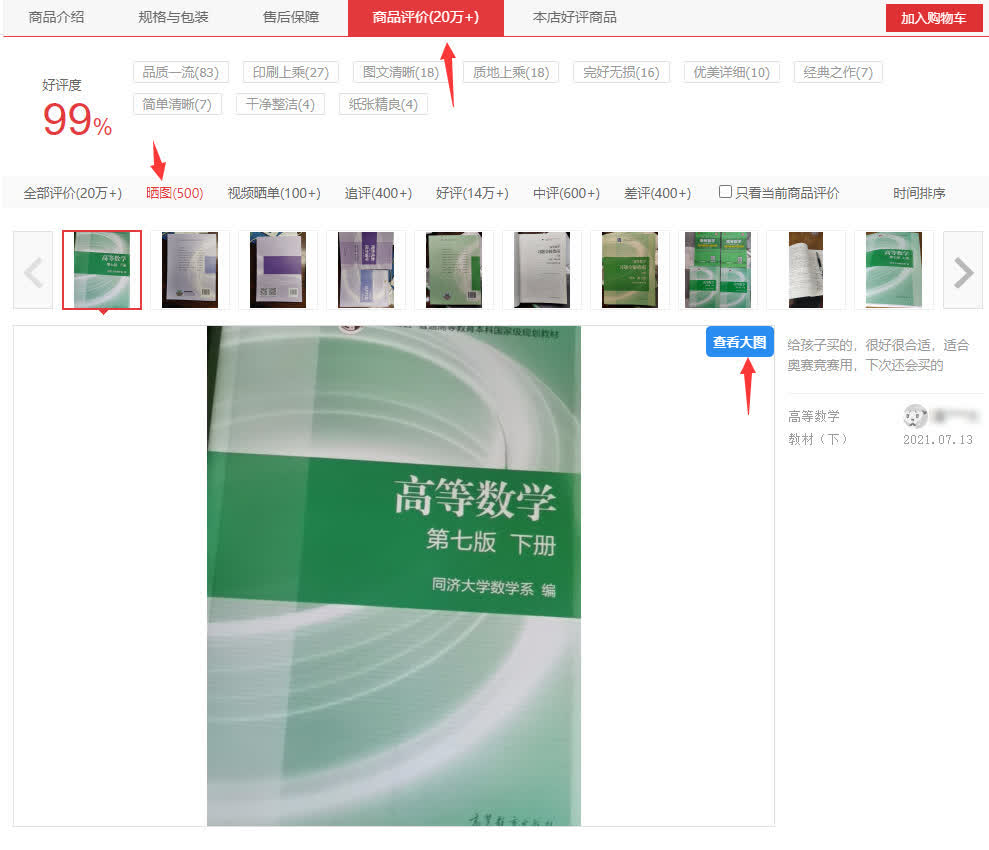 商品介绍 规格与包装 售后保障 商品评价(20万+) 本店好评商品 加入购物车
好评度
99%
品质一流(83) 印刷上乘(27) 图文清晰(18) 质地上乘(18) 完好无损(16) 优美详细(10) 经典之作(7)
简单清晰(7) 干净整洁(4) 纸张精良(4)
全部评价(20万+) 晒图(500) 视频晒单(100+) 追评(400+) 好评(14万+) 中评(600+) 差评(400+) 只看当前商品评价 时间排序
普通高等教育本科国家级规划教材
高等数学
第七版 下册
同济大学数学系 编
查看大图
给孩子买的，很好很合适，适合
奥赛竞赛用，下次还会买的
高等数学
教材（下）
2021.07.13